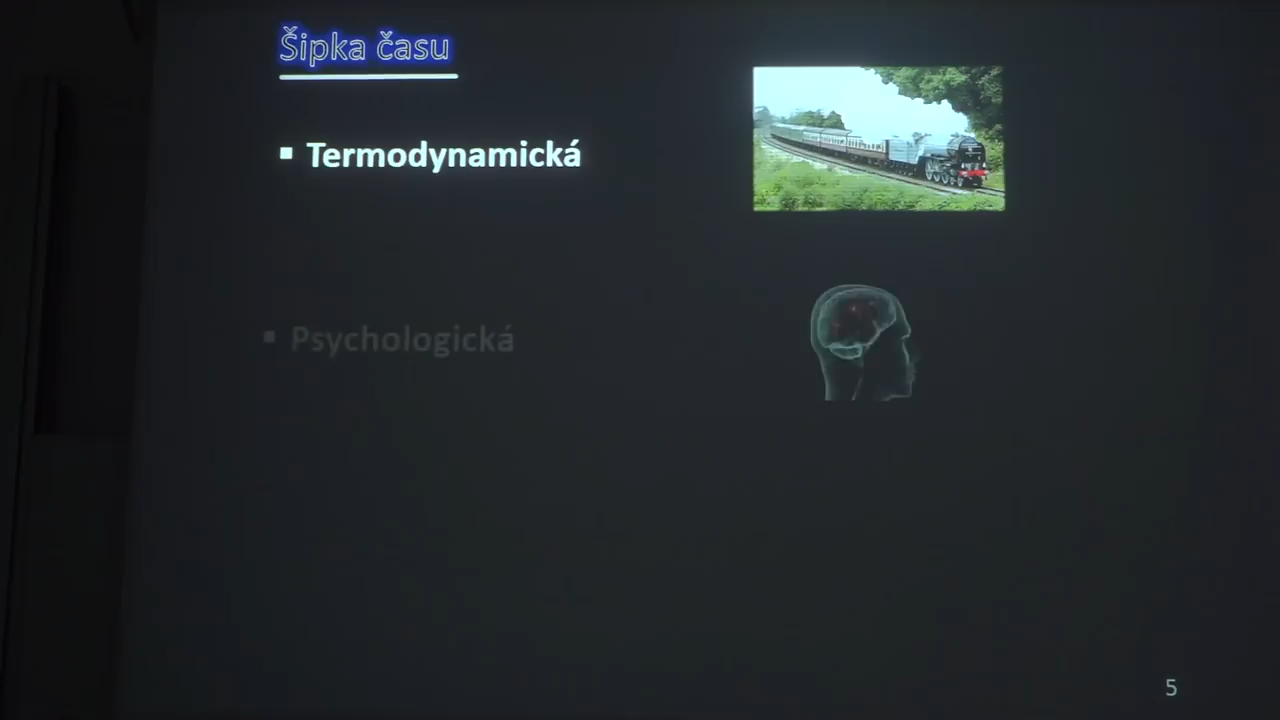 Šipka času
▪ Termodynamická
▪ Psychologická
5